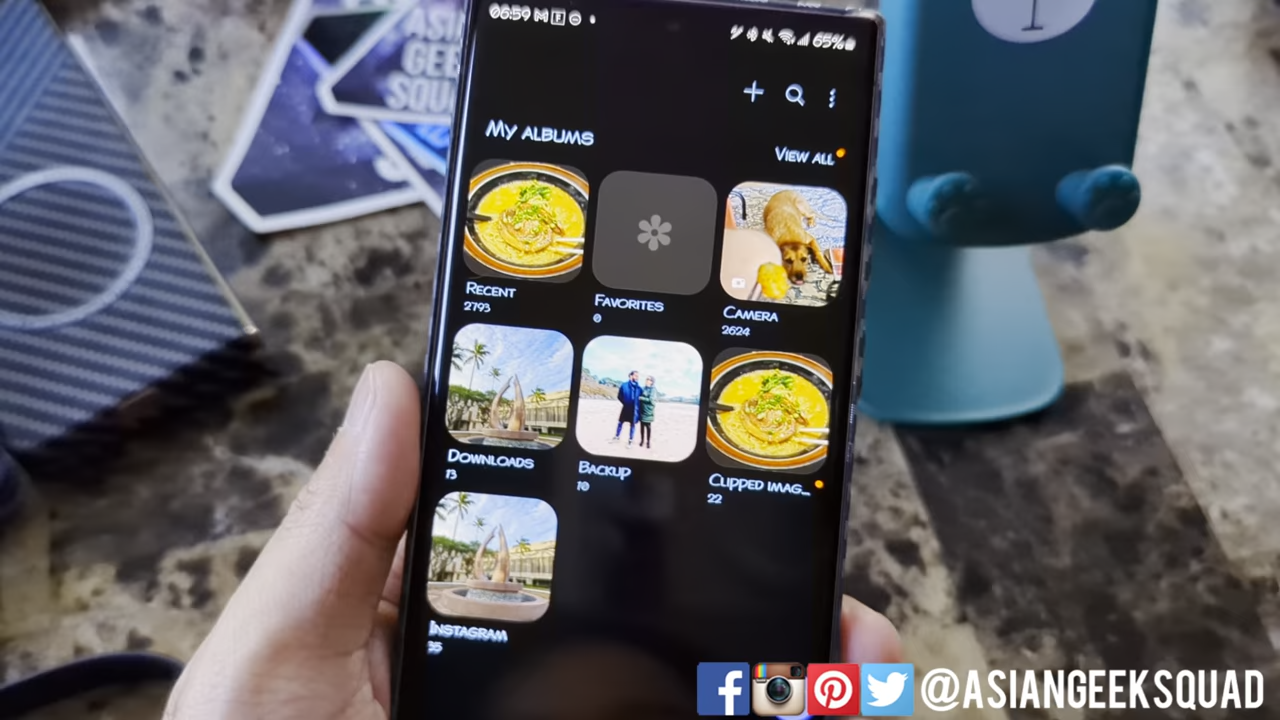 06:59
65%
ASIAN
GEEK
SQUAD
My albums
View all
Recent
2793
Favorites
0
Camera
2624
Downloads
13
Backup
10
Clipped imag...
22
Instagram
35
@ASIANGEEKSQUAD